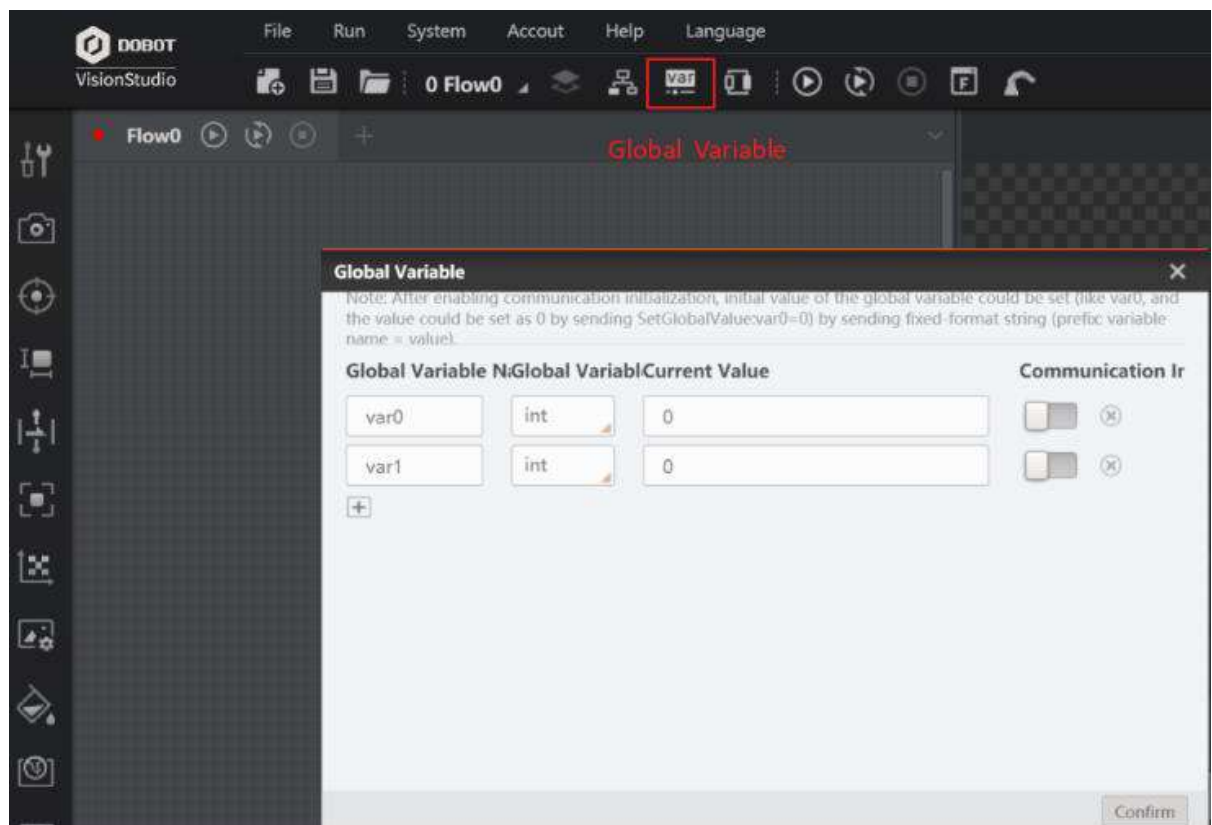 DOBOT
VisionStudio
File Run System Accout Help Language
0 Flow0
var
F
Flow0
Global Variable
Global Variable
Note: After enabling communication initialization, initial value of the global variable could be set (like var0, and
the value could be set as 0 by sending SetGlobalValue:var0=0) by sending fixed-format string (prefix: variable
name = value).
Global Variable Na Global Variabl Current Value Communication Ir
var0 int 0
var1 int 0
Confirm